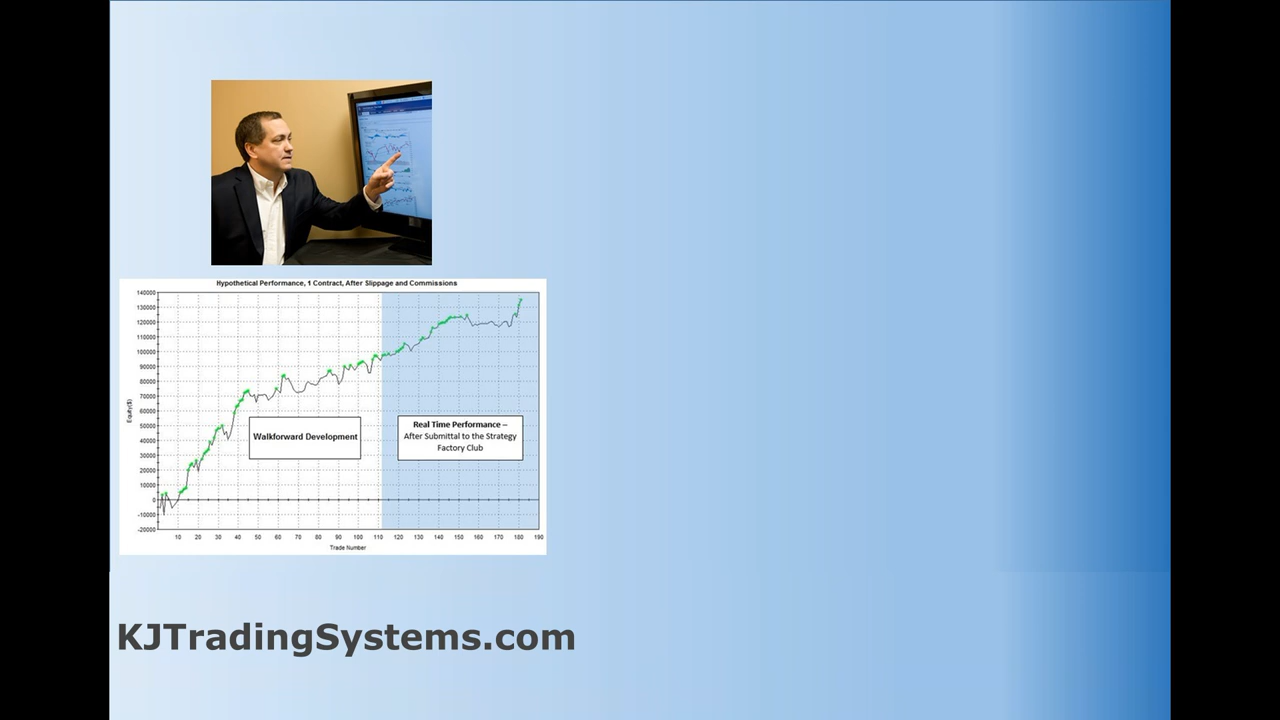 Hypothetical Performance, 1 Contract, After Slippage and Commissions
140000
130000
120000
110000
100000
90000
80000
70000
60000
50000
40000
30000
20000
10000
0
-10000
-20000
Equity($)
Walkforward Development
Real Time Performance –
After Submittal to the Strategy
Factory Club
10 20 30 40 50 60 70 80 90 100 110 120 130 140 150 160 170 180 190
Trade Number
KJTradingSystems.com